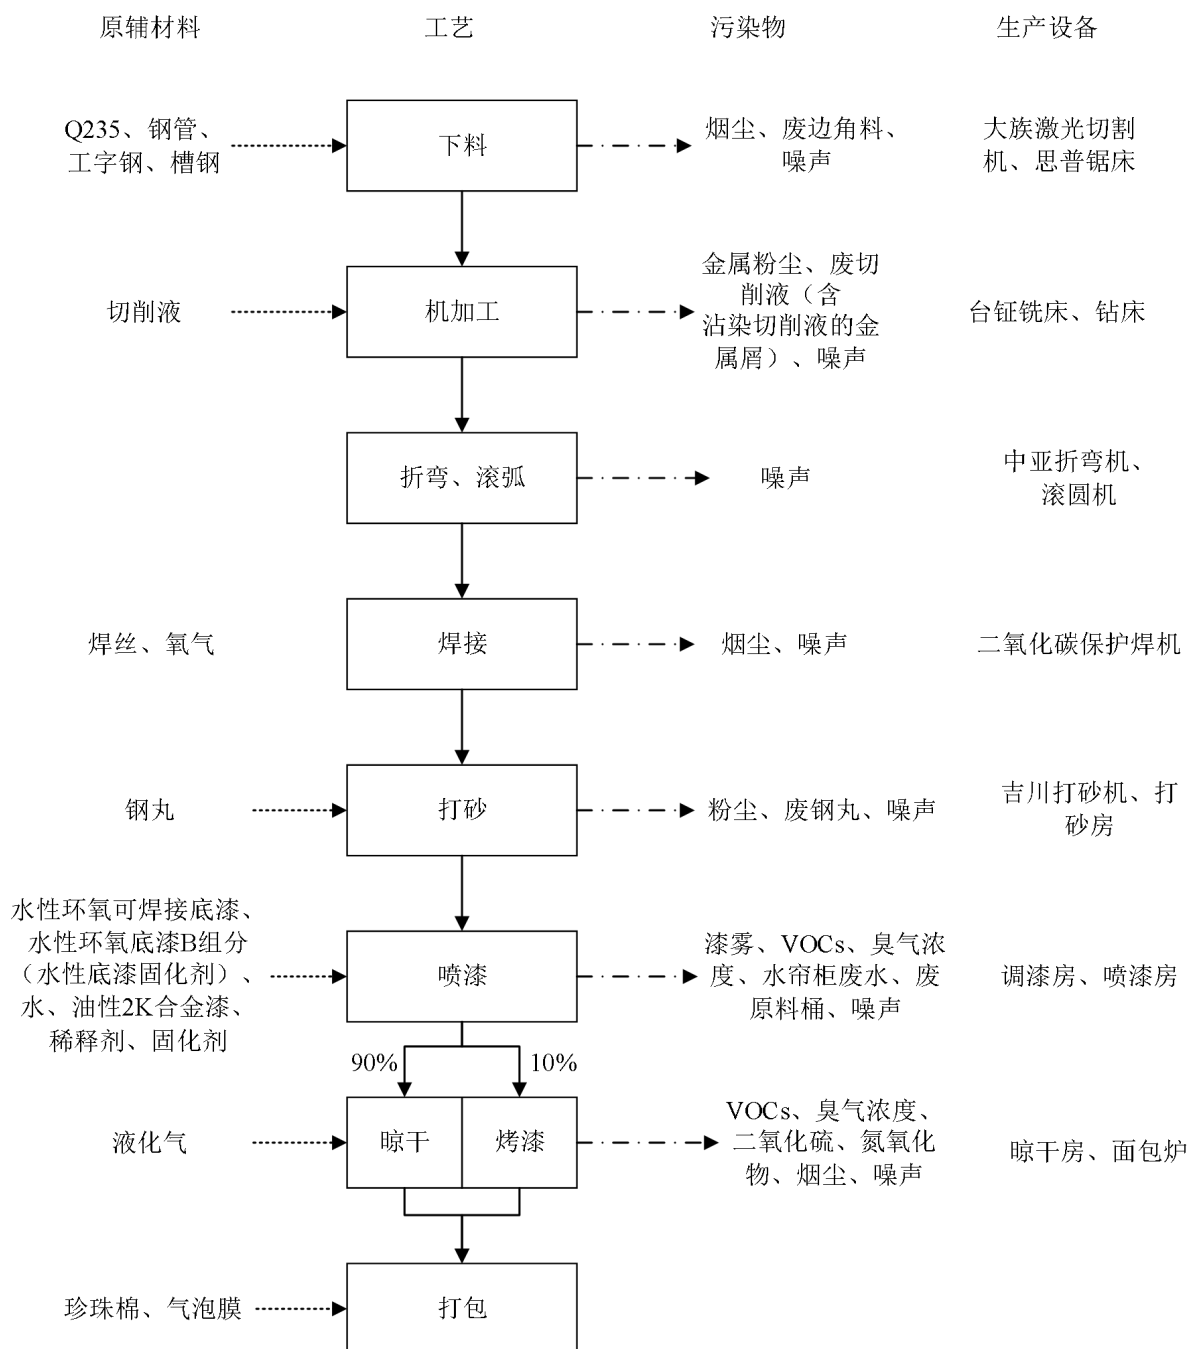 原辅材料
工艺
污染物
生产设备
Q235、钢管、
工字钢、槽钢
下料
烟尘、废边角料、
噪声
大族激光切割
机、思普锯床
切削液
机加工
金属粉尘、废切
削液（含
沾染切削液的金
属屑）、噪声
台钲铣床、钻床
折弯、滚弧
噪声
中亚折弯机、
滚圆机
焊丝、氧气
焊接
烟尘、噪声
二氧化碳保护焊机
钢丸
打砂
粉尘、废钢丸、噪声
吉川打砂机、打
砂房
水性环氧可焊接底漆、
水性环氧底漆B组分
（水性底漆固化剂）、
水、油性2K合金漆、
稀释剂、固化剂
喷漆
漆雾、VOCs、臭气浓
度、水帘柜废水、废
原料桶、噪声
调漆房、喷漆房
90%
10%
液化气
晾干
烤漆
VOCs、臭气浓度、
二氧化硫、氮氧化
物、烟尘、噪声
晾干房、面包炉
珍珠棉、气泡膜
打包